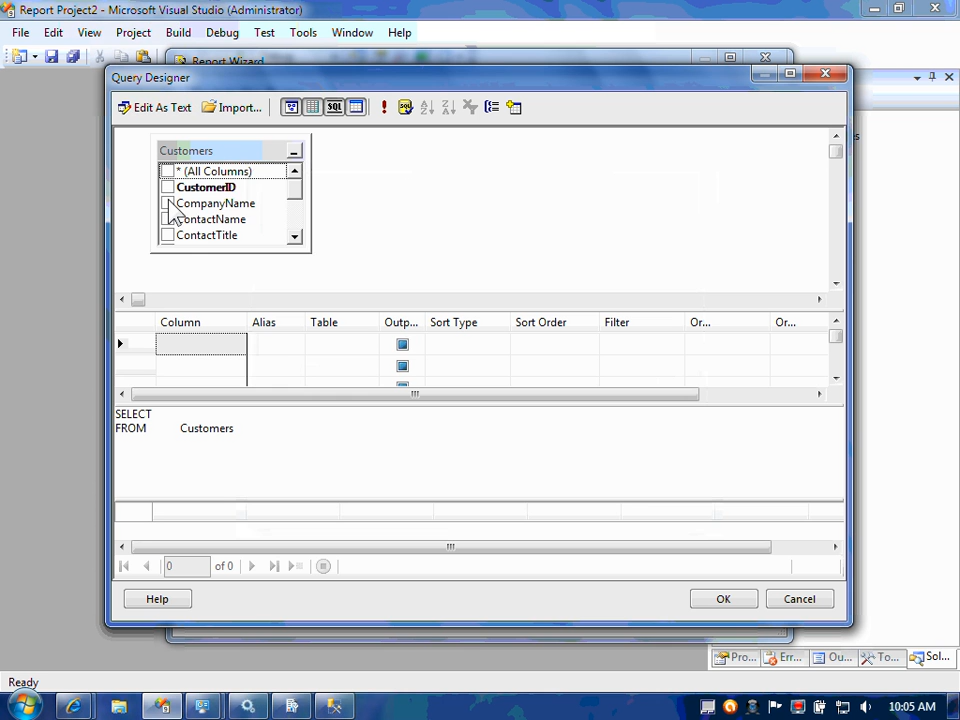 Report Project2 - Microsoft Visual Studio (Administrator)
File Edit View Project Build Debug Test Tools Window Help
Report Wizard
Query Designer
Edit As Text Import... SQL
Customers
* (All Columns)
CustomerID
CompanyName
ContactName
ContactTitle
Column Alias Table Outp... Sort Type Sort Order Filter Or... Or...
SELECT
FROM Customers
0 of 0
Help OK Cancel
Pro... Err... Ou... To... Sol...
Ready
10:05 AM